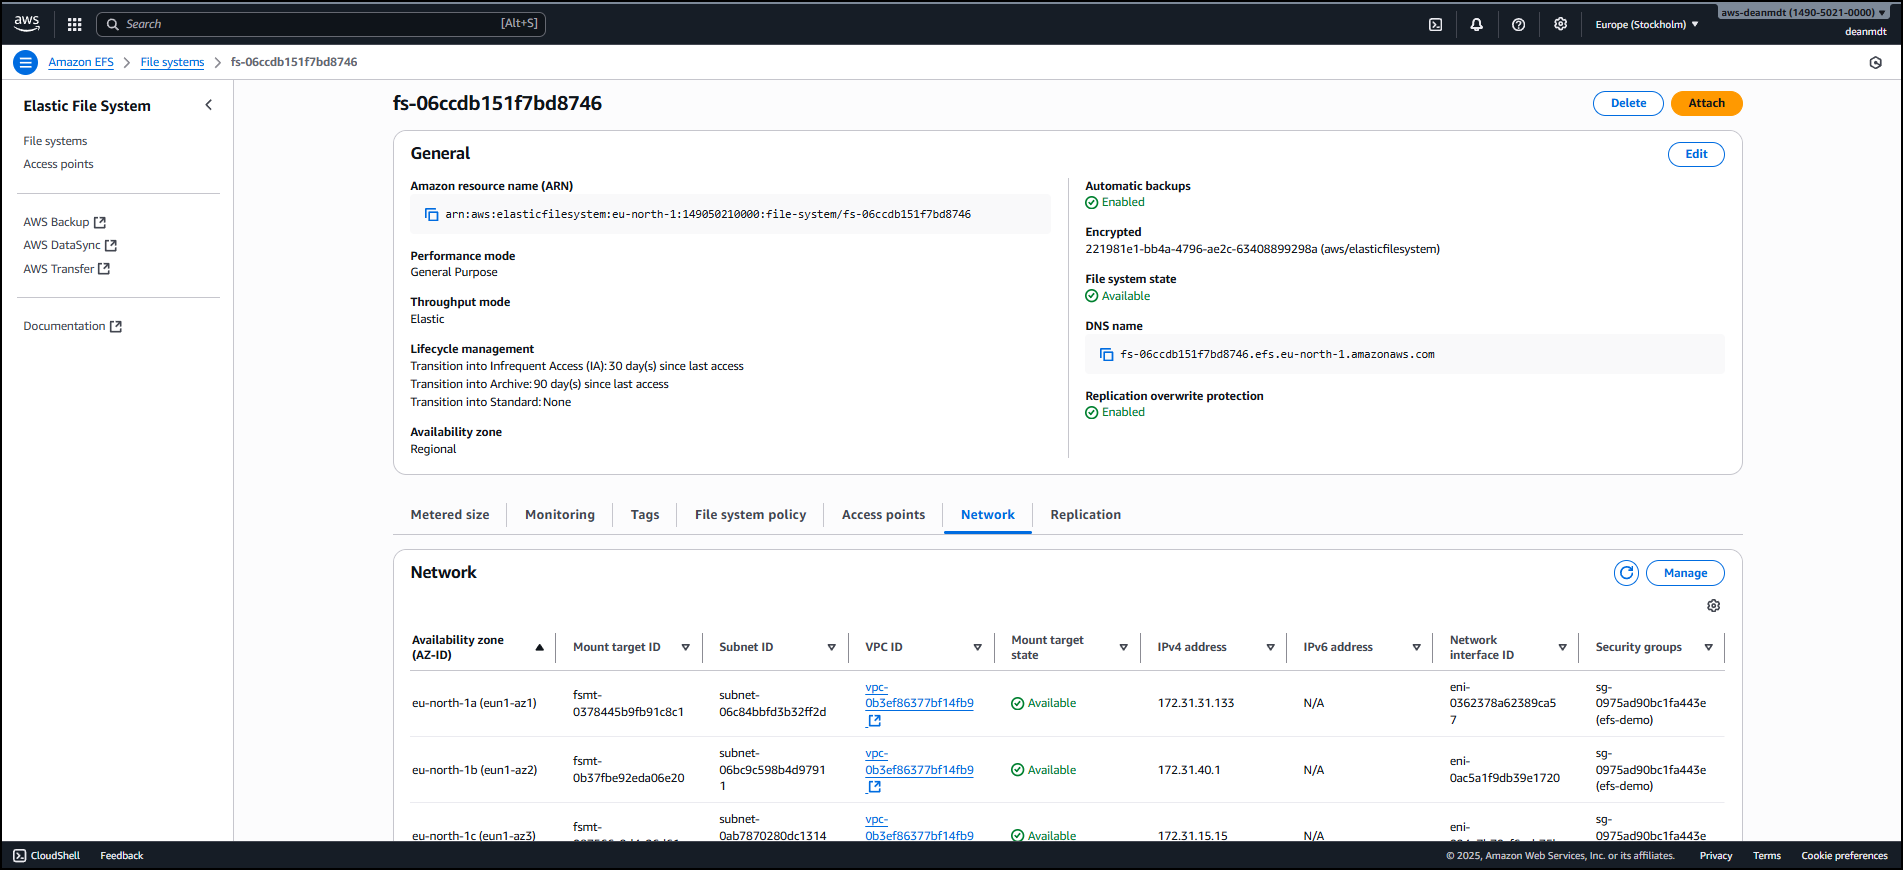 aws
Search
[Alt+S]
Europe (Stockholm)
aws-deanmdt (1490-5021-0000)
deanmdt
Amazon EFS
File systems
fs-06ccdb151f7bd8746
Elastic File System
File systems
Access points
AWS Backup
AWS DataSync
AWS Transfer
Documentation
fs-06ccdb151f7bd8746
Delete
Attach
General
Edit
Amazon resource name (ARN)
arn:aws:elasticfilesystem:eu-north-1:149050210000:file-system/fs-06ccdb151f7bd8746
Performance mode
General Purpose
Throughput mode
Elastic
Lifecycle management
Transition into Infrequent Access (IA): 30 day(s) since last access
Transition into Archive: 90 day(s) since last access
Transition into Standard: None
Availability zone
Regional
Automatic backups
Enabled
Encrypted
221981e1-bb4a-4796-ae2c-63408899298a (aws/elasticfilesystem)
File system state
Available
DNS name
fs-06ccdb151f7bd8746.efs.eu-north-1.amazonaws.com
Replication overwrite protection
Enabled
Metered size
Monitoring
Tags
File system policy
Access points
Network
Replication
Network
Manage
Availability zone
(AZ-ID)
Mount target ID
Subnet ID
VPC ID
Mount target
state
IPv4 address
IPv6 address
Network
interface ID
Security groups
eu-north-1a (eun1-az1)
fsmt-
0378445b9fb91c8c1
subnet-
06c84bbfd3b32ff2d
vpc-
0b3ef86377bf14fb9
Available
172.31.31.133
N/A
eni-
0362378a62389ca5
7
sg-
0975ad90bc1fa443e
(efs-demo)
eu-north-1b (eun1-az2)
fsmt-
0b37fbe92eda06e20
subnet-
06bc9c598b4d9791
1
vpc-
0b3ef86377bf14fb9
Available
172.31.40.1
N/A
eni-
0ac5a1f9db39e1720
sg-
0975ad90bc1fa443e
(efs-demo)
eu-north-1c (eun1-az3)
fsmt-
subnet-
0ab7870280dc1314
vpc-
0b3ef86377bf14fb9
Available
172.31.15.15
N/A
eni-
sg-
0975ad90bc1fa443e
CloudShell
Feedback
© 2025, Amazon Web Services, Inc. or its affiliates.
Privacy
Terms
Cookie preferences